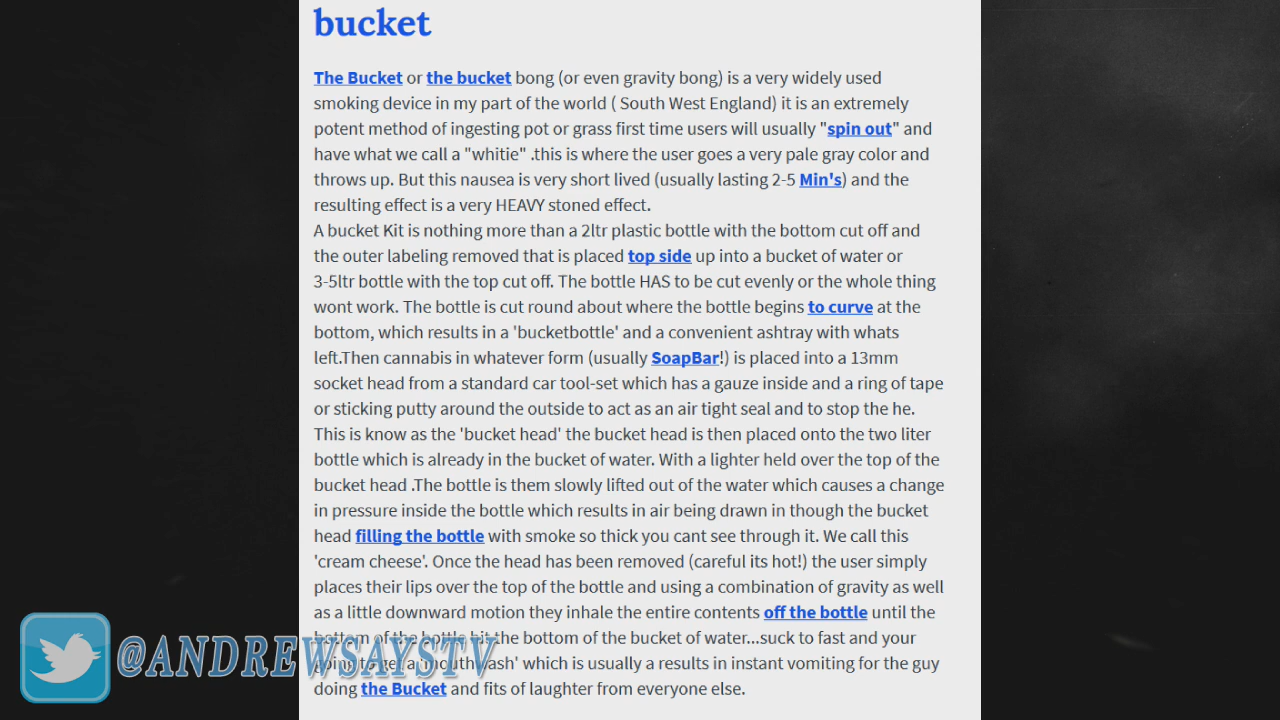 bucket
The Bucket or the bucket bong (or even gravity bong) is a very widely used
smoking device in my part of the world ( South West England) it is an extremely
potent method of ingesting pot or grass first time users will usually "spin out" and
have what we call a "whitie" .this is where the user goes a very pale gray color and
throws up. But this nausea is very short lived (usually lasting 2-5 Min's) and the
resulting effect is a very HEAVY stoned effect.
A bucket Kit is nothing more than a 2ltr plastic bottle with the bottom cut off and
the outer labeling removed that is placed top side up into a bucket of water or
3-5ltr bottle with the top cut off. The bottle HAS to be cut evenly or the whole thing
wont work. The bottle is cut round about where the bottle begins to curve at the
bottom, which results in a 'bucketbottle' and a convenient ashtray with whats
left.Then cannabis in whatever form (usually SoapBar!) is placed into a 13mm
socket head from a standard car tool-set which has a gauze inside and a ring of tape
or sticking putty around the outside to act as an air tight seal and to stop the he.
This is know as the 'bucket head' the bucket head is then placed onto the two liter
bottle which is already in the bucket of water. With a lighter held over the top of the
bucket head .The bottle is them slowly lifted out of the water which causes a change
in pressure inside the bottle which results in air being drawn in though the bucket
head filling the bottle with smoke so thick you cant see through it. We call this
'cream cheese'. Once the head has been removed (careful its hot!) the user simply
places their lips over the top of the bottle and using a combination of gravity as well
as a little downward motion they inhale the entire contents off the bottle until the
bottom of the bottle hit the bottom of the bucket of water...suck to fast and your
going to get a 'mouthwash' which is usually a results in instant vomiting for the guy
doing the Bucket and fits of laughter from everyone else.
@ANDREWSAYSTV